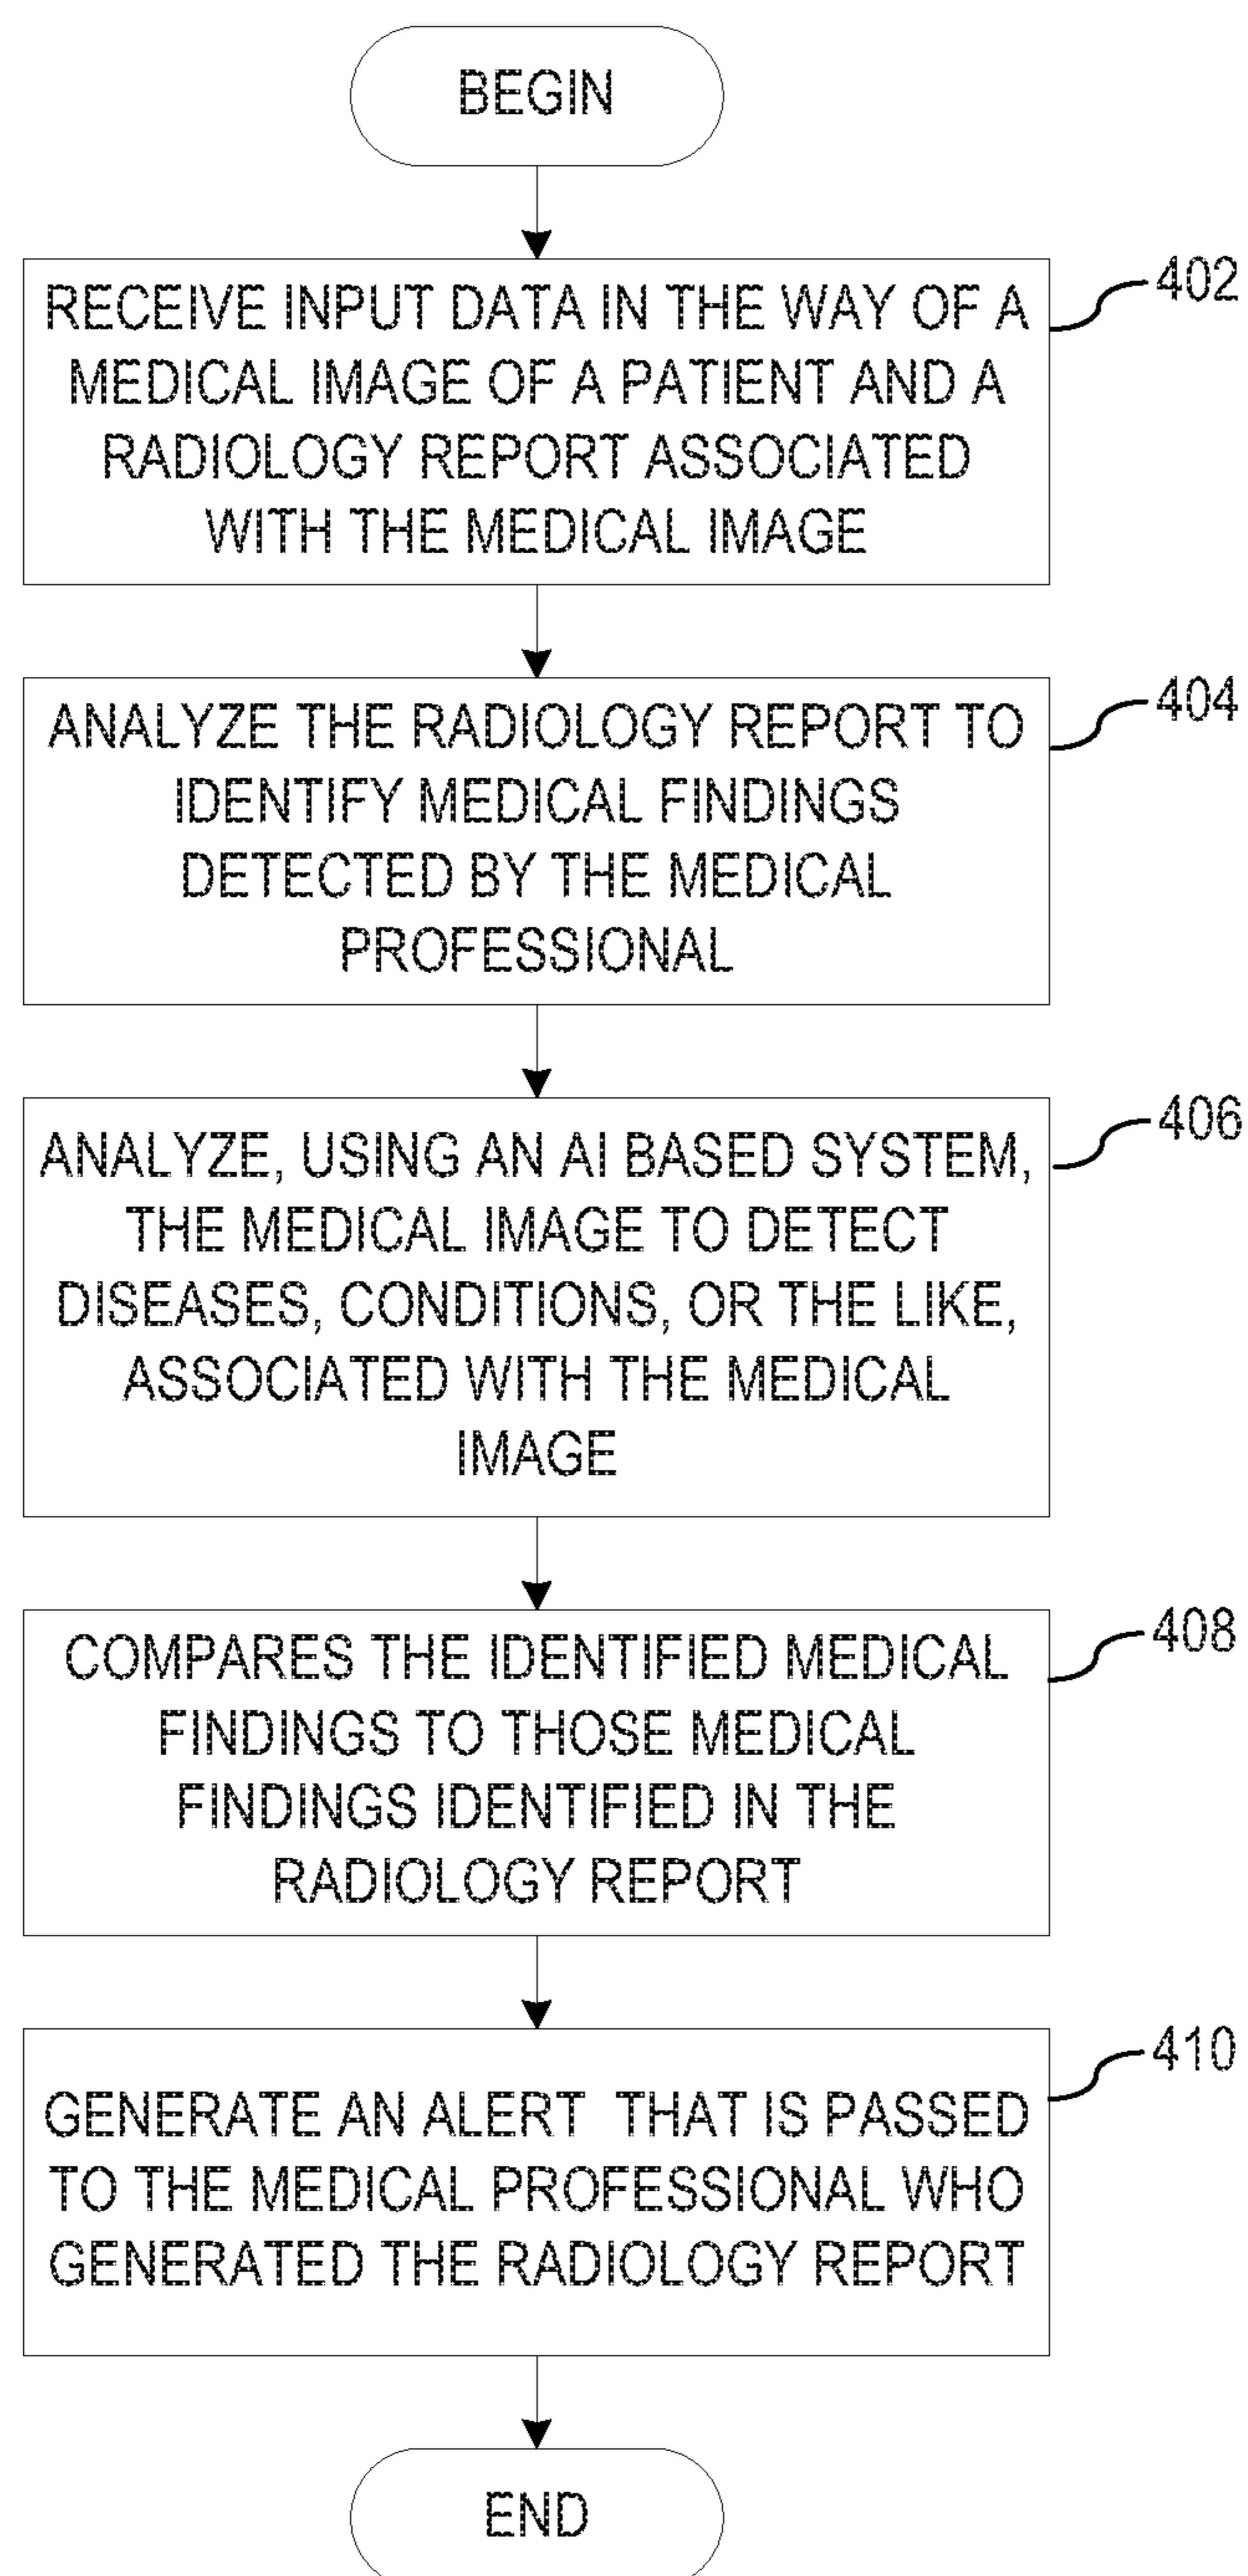 BEGIN
RECEIVE INPUT DATA IN THE WAY OF A
MEDICAL IMAGE OF A PATIENT AND A
RADIOLOGY REPORT ASSOCIATED
WITH THE MEDICAL IMAGE
402
ANALYZE THE RADIOLOGY REPORT TO
IDENTIFY MEDICAL FINDINGS
DETECTED BY THE MEDICAL
PROFESSIONAL
404
ANALYZE, USING AN AI BASED SYSTEM,
THE MEDICAL IMAGE TO DETECT
DISEASES, CONDITIONS, OR THE LIKE,
ASSOCIATED WITH THE MEDICAL
IMAGE
406
COMPARES THE IDENTIFIED MEDICAL
FINDINGS TO THOSE MEDICAL
FINDINGS IDENTIFIED IN THE
RADIOLOGY REPORT
408
GENERATE AN ALERT THAT IS PASSED
TO THE MEDICAL PROFESSIONAL WHO
GENERATED THE RADIOLOGY REPORT
410
END